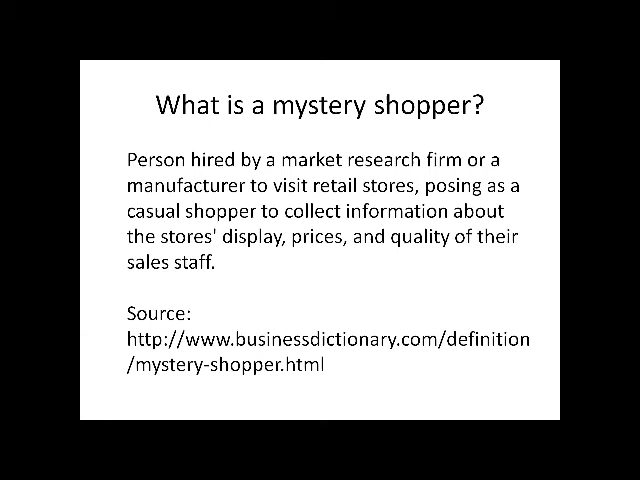 What is a mystery shopper?
Person hired by a market research firm or a
manufacturer to visit retail stores, posing as a
casual shopper to collect information about
the stores' display, prices, and quality of their
sales staff.
Source:
http://www.businessdictionary.com/definition
/mystery-shopper.html